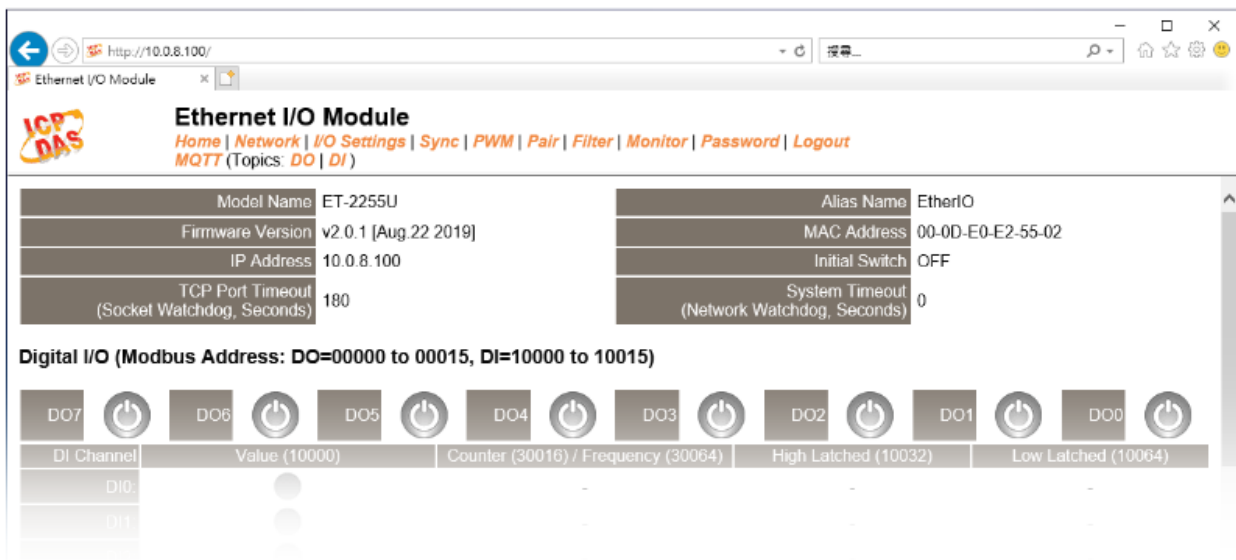 http://10.0.8.100/
搜尋...
Ethernet I/O Module
ICP DAS
Ethernet I/O Module
Home | Network | I/O Settings | Sync | PWM | Pair | Filter | Monitor | Password | Logout
MQTT (Topics: DO | DI )
Model Name ET-2255U Alias Name EtherIO
Firmware Version v2.0.1 [Aug.22 2019] MAC Address 00-0D-E0-E2-55-02
IP Address 10.0.8.100 Initial Switch OFF
TCP Port Timeout (Socket Watchdog, Seconds) 180 System Timeout (Network Watchdog, Seconds) 0
Digital I/O (Modbus Address: DO=00000 to 00015, DI=10000 to 10015)
DO7 DO6 DO5 DO4 DO3 DO2 DO1 DO0
DI Channel Value (10000) Counter (30016) / Frequency (30064) High Latched (10032) Low Latched (10064)
DI0: - - -
DI1: - - -